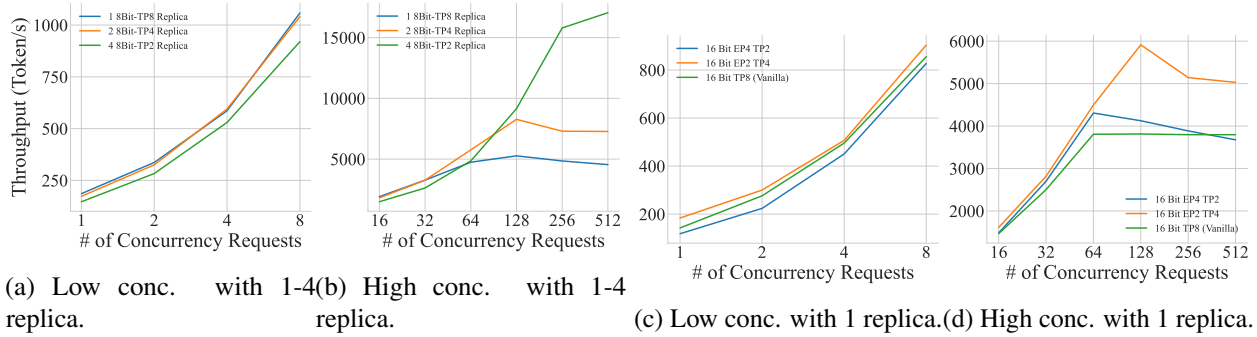 Throughput (Token/s)
1000
750
500
250
1 8Bit-TP8 Replica
2 8Bit-TP4 Replica
4 8Bit-TP2 Replica
1 2 4 8
# of Concurrency Requests
(a) Low conc. with 1-4
replica.
15000
10000
5000
1 8Bit-TP8 Replica
2 8Bit-TP4 Replica
4 8Bit-TP2 Replica
16 32 64 128 256 512
# of Concurrency Requests
(b) High conc. with 1-4
replica.
800
600
400
200
16 Bit EP4 TP2
16 Bit EP2 TP4
16 Bit TP8 (Vanilla)
1 2 4 8
# of Concurrency Requests
(c) Low conc. with 1 replica.
6000
5000
4000
3000
2000
16 Bit EP4 TP2
16 Bit EP2 TP4
16 Bit TP8 (Vanilla)
16 32 64 128 256 512
# of Concurrency Requests
(d) High conc. with 1 replica.